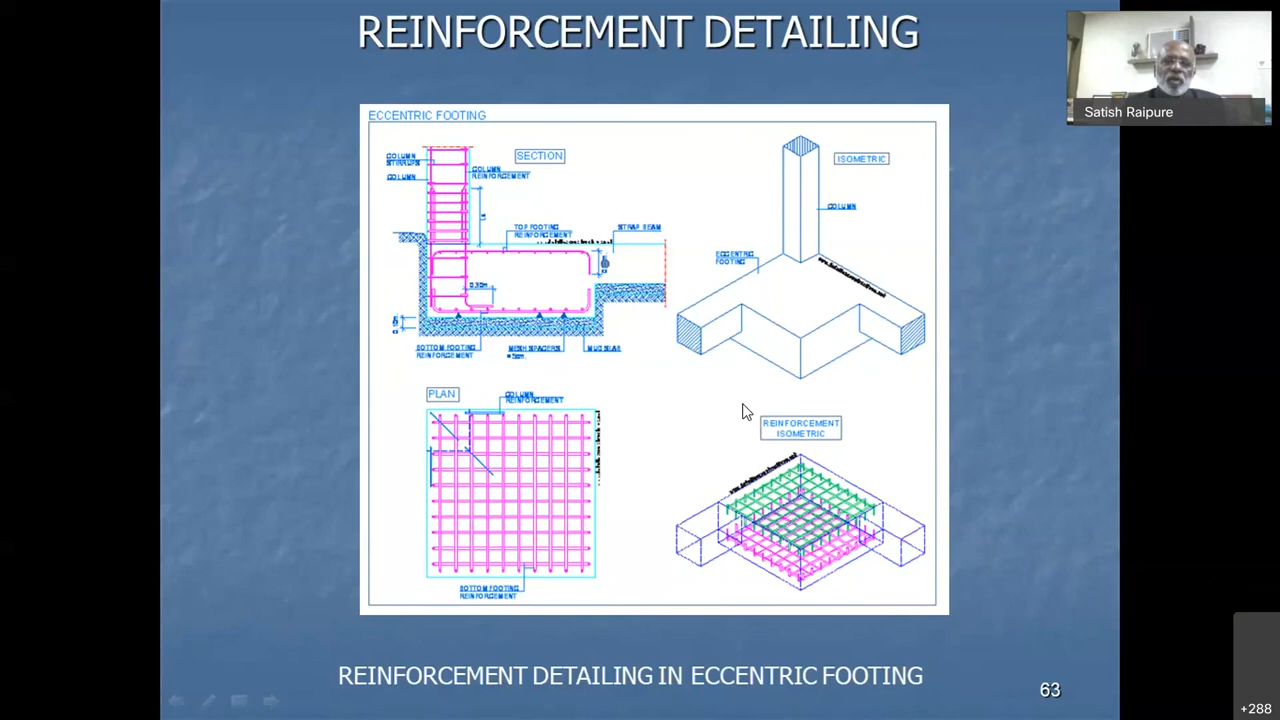 REINFORCEMENT DETAILING
Satish Raipure
ECCENTRIC FOOTING
SECTION
COLUMN
STIRRUPS
COLUMN
COLUMN
REINFORCEMENT
TOP FOOTING
REINFORCEMENT
STRAP BEAM
BOTTOM FOOTING
REINFORCEMENT
MESH SPACERS
MUD SLAB
ISOMETRIC
COLUMN
ECCENTRIC
FOOTING
PLAN
COLUMN
REINFORCEMENT
BOTTOM FOOTING
REINFORCEMENT
REINFORCEMENT
ISOMETRIC
REINFORCEMENT DETAILING IN ECCENTRIC FOOTING
63
+288